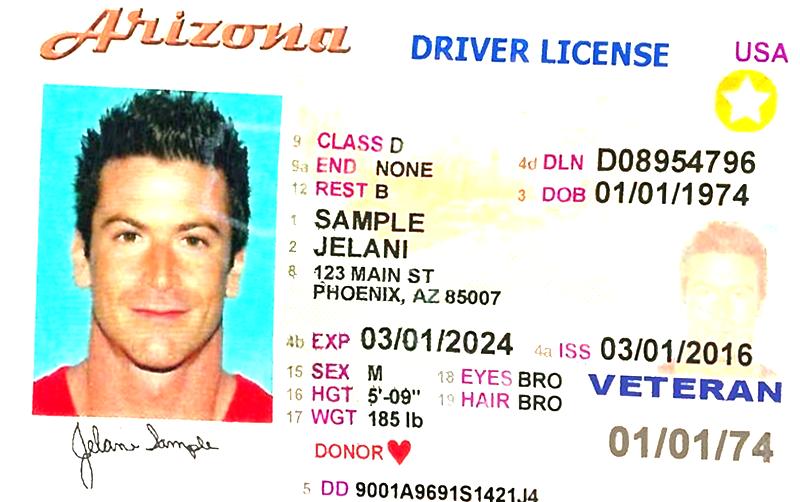 Arizona DRIVER LICENSE USA
9 CLASS D
9a END NONE
4d DLN D08954796
12 REST B
3 DOB 01/01/1974
1 SAMPLE
2 JELANI
8 123 MAIN ST
PHOENIX, AZ 85007
4b EXP 03/01/2024 4a ISS 03/01/2016
15 SEX M 18 EYES BRO
16 HGT 5'-09" 19 HAIR BRO
17 WGT 185 lb
VETERAN
DONOR
01/01/74
Jelani Sample
5 DD 9001A9691S1421J4